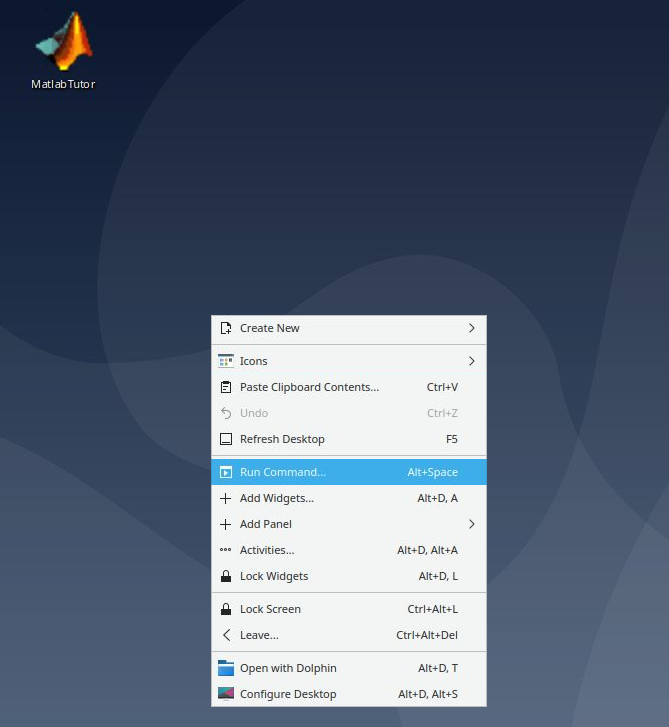 MatlabTutor
Create New
Icons
Paste Clipboard Contents... Ctrl+V
Undo Ctrl+Z
Refresh Desktop F5
Run Command... Alt+Space
Add Widgets... Alt+D, A
Add Panel
Activities... Alt+D, Alt+A
Lock Widgets Alt+D, L
Lock Screen Ctrl+Alt+L
Leave... Ctrl+Alt+Del
Open with Dolphin Alt+D, T
Configure Desktop Alt+D, Alt+S